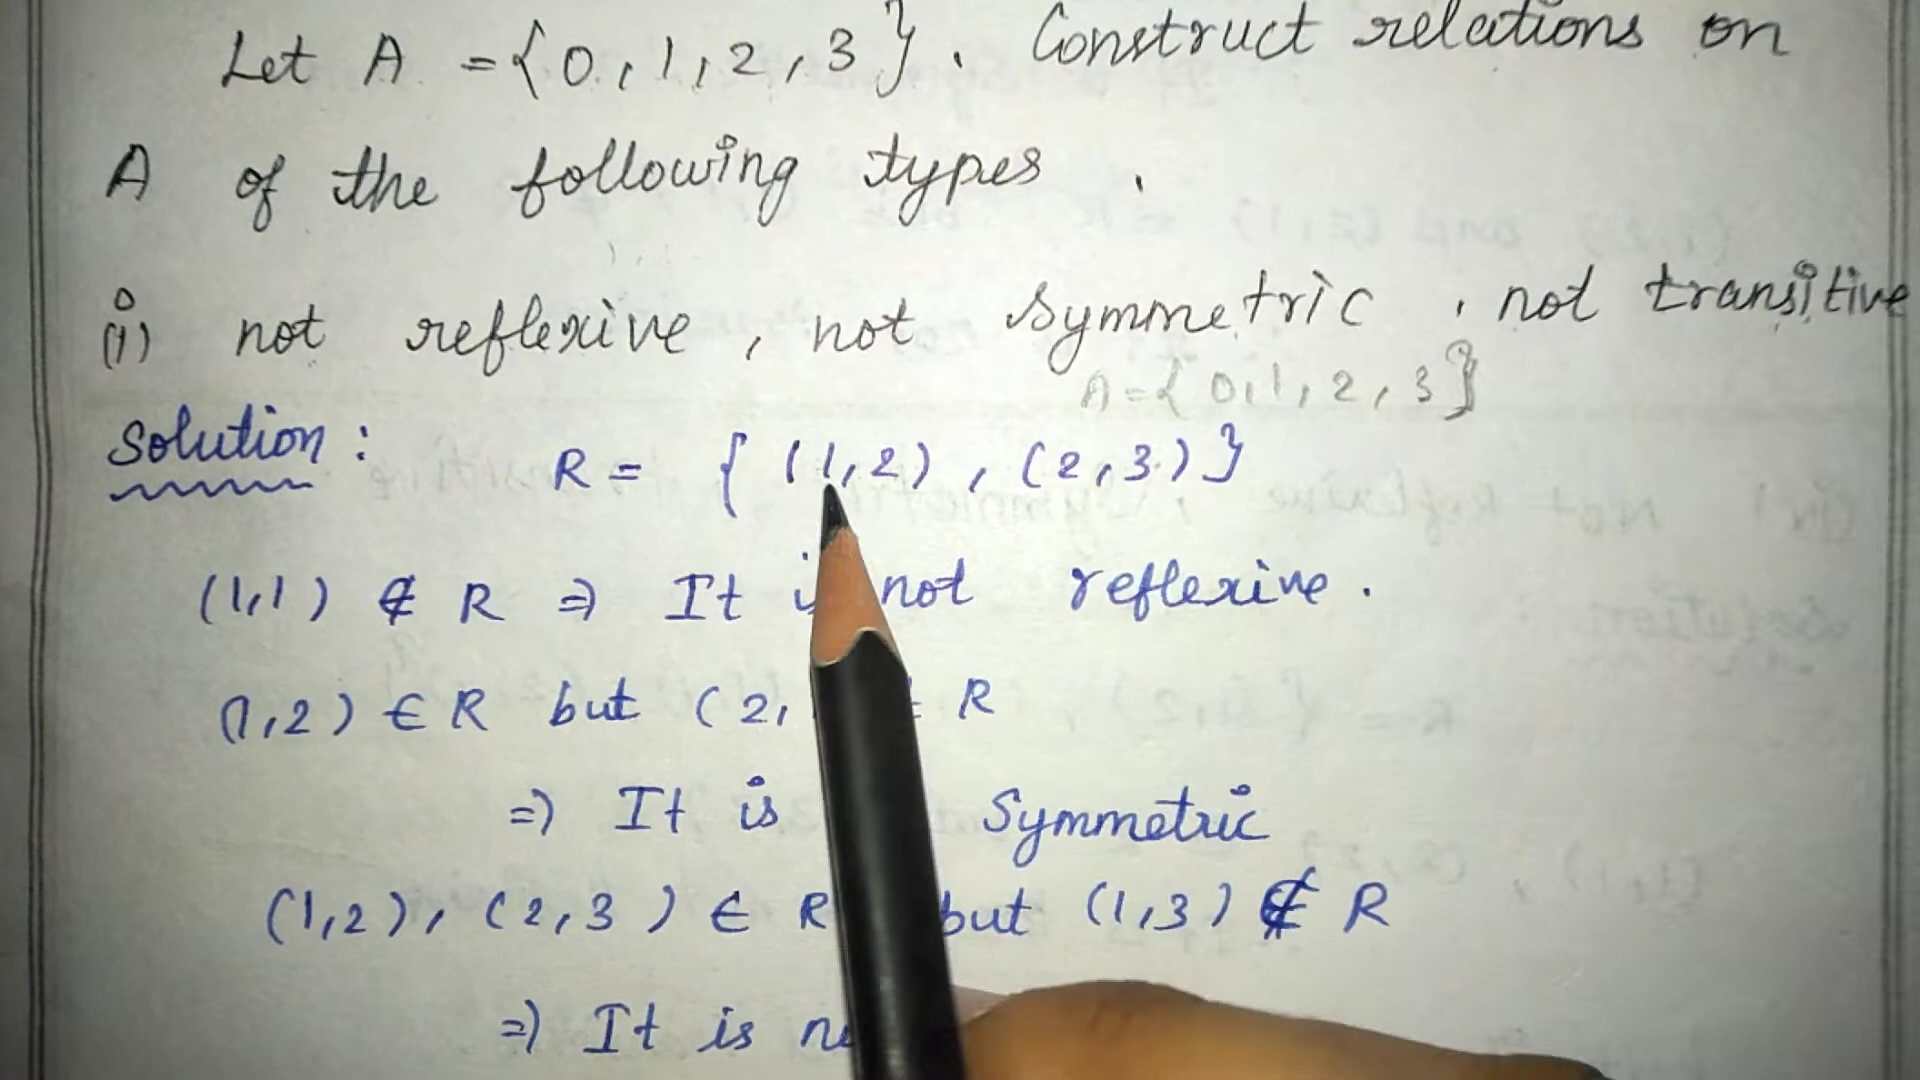 Let A = {0, 1, 2, 3}. Construct relations on
A of the following types.
(i) not reflexive, not symmetric, not transitive
A = {0, 1, 2, 3}
Solution: R = {(1,2), (2,3)}
(1,1) ∉ R ⇒ It is not reflexive.
(1,2) ∈ R but (2, R
⇒ It is Symmetric
(1,2), (2,3) ∈ R but (1,3) ∉ R
⇒ It is